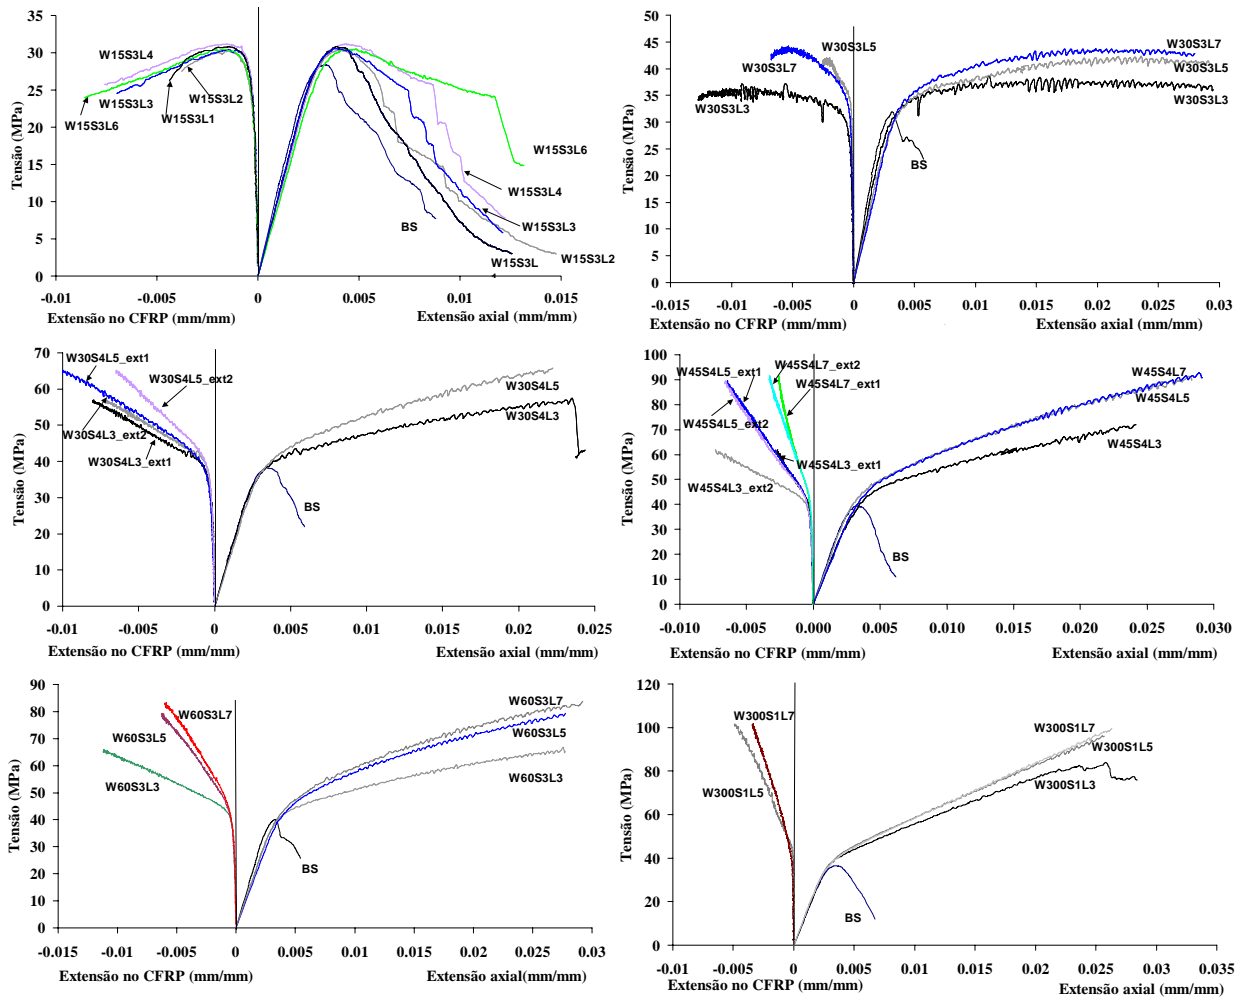 35
30
25
20
15
10
5
0
Tensão (MPa)
W15S3L4
W15S3L3
W15S3L6
W15S3L1
W15S3L2
W15S3L6
W15S3L4
W15S3L3
W15S3L
W15S3L2
BS
-0.01 -0.005 0 0.005 0.01 0.015
Extensão no CFRP (mm/mm) Extensão axial (mm/mm)
50
45
40
35
30
25
20
15
10
5
0
Tensão (MPa)
W30S3L5
W30S3L7
W30S3L3
W30S3L7
W30S3L5
W30S3L3
BS
-0.015 -0.01 -0.005 0 0.005 0.01 0.015 0.02 0.025 0.03
Extensão no CFRP (mm/mm) Extensão axial (mm/mm)
70
60
50
40
30
20
10
0
Tensão (MPa)
W30S4L5_ext1
W30S4L5_ext2
W30S4L3_ext2
W30S4L3_ext1
W30S4L5
W30S4L3
BS
-0.01 -0.005 0 0.005 0.01 0.015 0.02 0.025
Extensão no CFRP (mm/mm) Extensão axial (mm/mm)
100
90
80
70
60
50
40
30
20
10
0
Tensão (MPa)
W45S4L7_ext2
W45S4L5_ext1
W45S4L7_ext1
W45S4L5_ext2
W45S4L3_ext1
W45S4L3_ext2
W45S4L7
W45S4L5
W45S4L3
BS
-0.010 -0.005 0.000 0.005 0.010 0.015 0.020 0.025 0.030
Extensão no CFRP (mm/mm) Extensão axial (mm/mm)
90
80
70
60
50
40
30
20
10
0
Tensão (MPa)
W60S3L7
W60S3L5
W60S3L3
W60S3L7
W60S3L5
W60S3L3
BS
-0.015 -0.01 -0.005 0 0.005 0.01 0.015 0.02 0.025 0.03
Extensão no CFRP (mm/mm) Extensão axial(mm/mm)
120
100
80
60
40
20
0
Tensão (MPa)
W300S1L7
W300S1L5
W300S1L7
W300S1L5
W300S1L3
BS
-0.01 -0.005 0 0.005 0.01 0.015 0.02 0.025 0.03 0.035
Extensão no CFRP (mm/mm) Extensão axial (mm/mm)